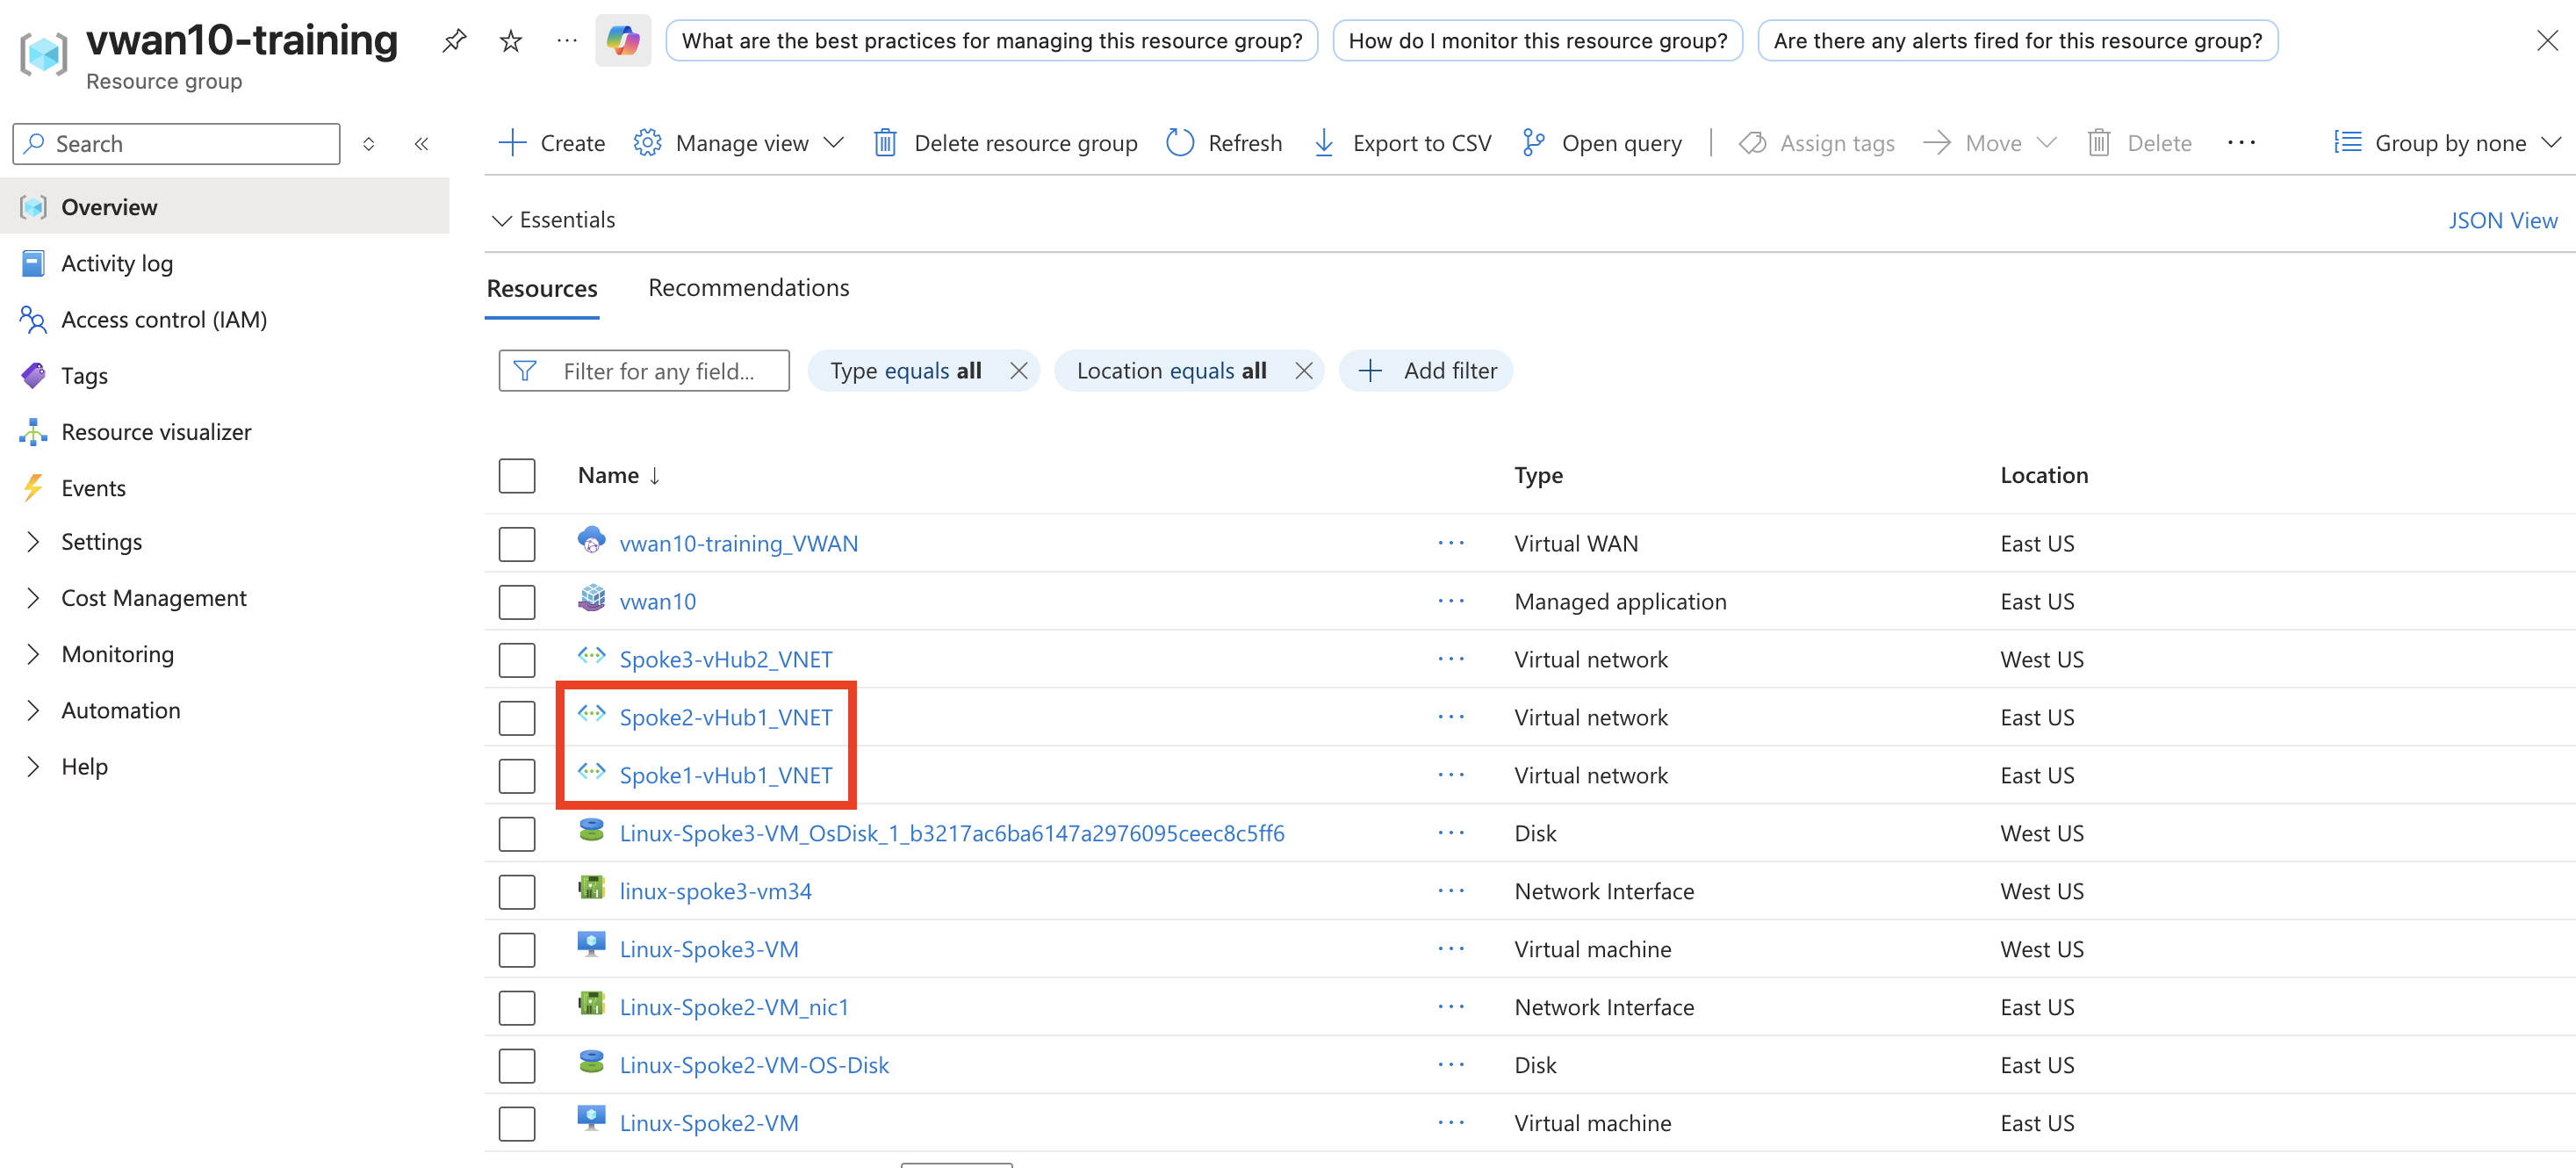 vwan10-training
Resource group
What are the best practices for managing this resource group?
How do I monitor this resource group?
Are there any alerts fired for this resource group?
Search
Overview
Activity log
Access control (IAM)
Tags
Resource visualizer
Events
Settings
Cost Management
Monitoring
Automation
Help
Create
Manage view
Delete resource group
Refresh
Export to CSV
Open query
Assign tags
Move
Delete
Group by none
Essentials
JSON View
Resources
Recommendations
Filter for any field...
Type equals all
Location equals all
Add filter
Name ↓ Type Location
vwan10-training_VWAN ... Virtual WAN East US
vwan10 ... Managed application East US
Spoke3-vHub2_VNET ... Virtual network West US
Spoke2-vHub1_VNET ... Virtual network East US
Spoke1-vHub1_VNET ... Virtual network East US
Linux-Spoke3-VM_OsDisk_1_b3217ac6ba6147a2976095ceec8c5ff6 ... Disk West US
linux-spoke3-vm34 ... Network Interface West US
Linux-Spoke3-VM ... Virtual machine West US
Linux-Spoke2-VM_nic1 ... Network Interface East US
Linux-Spoke2-VM-OS-Disk ... Disk East US
Linux-Spoke2-VM ... Virtual machine East US